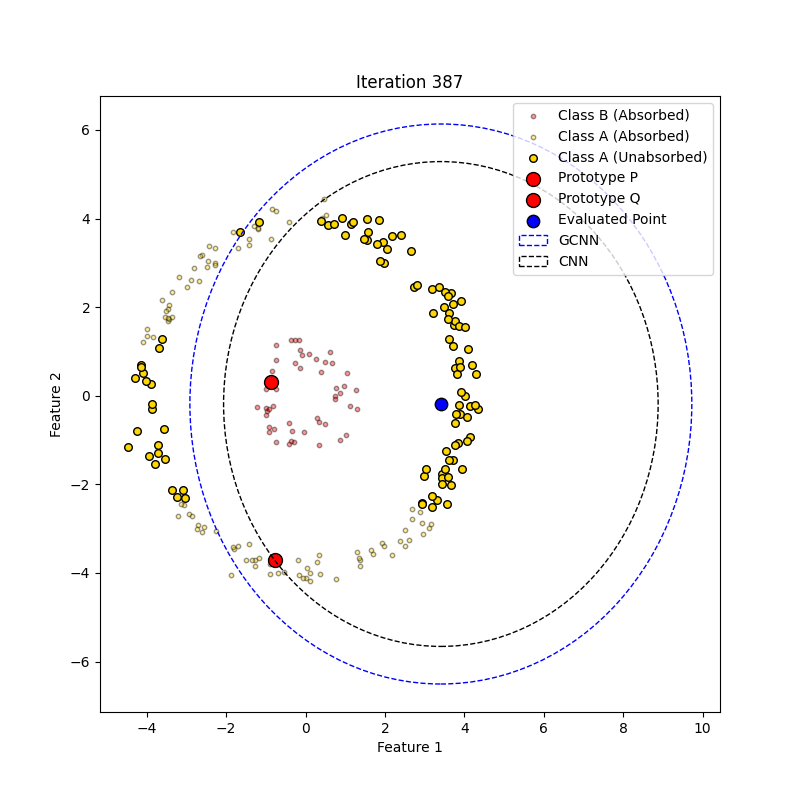 Iteration 387
Class B (Absorbed)
Class A (Absorbed)
Class A (Unabsorbed)
Prototype P
Prototype Q
Evaluated Point
GCNN
CNN
Feature 2
6
4
2
0
−2
−4
−6
−4 −2 0 2 4 6 8 10
Feature 1